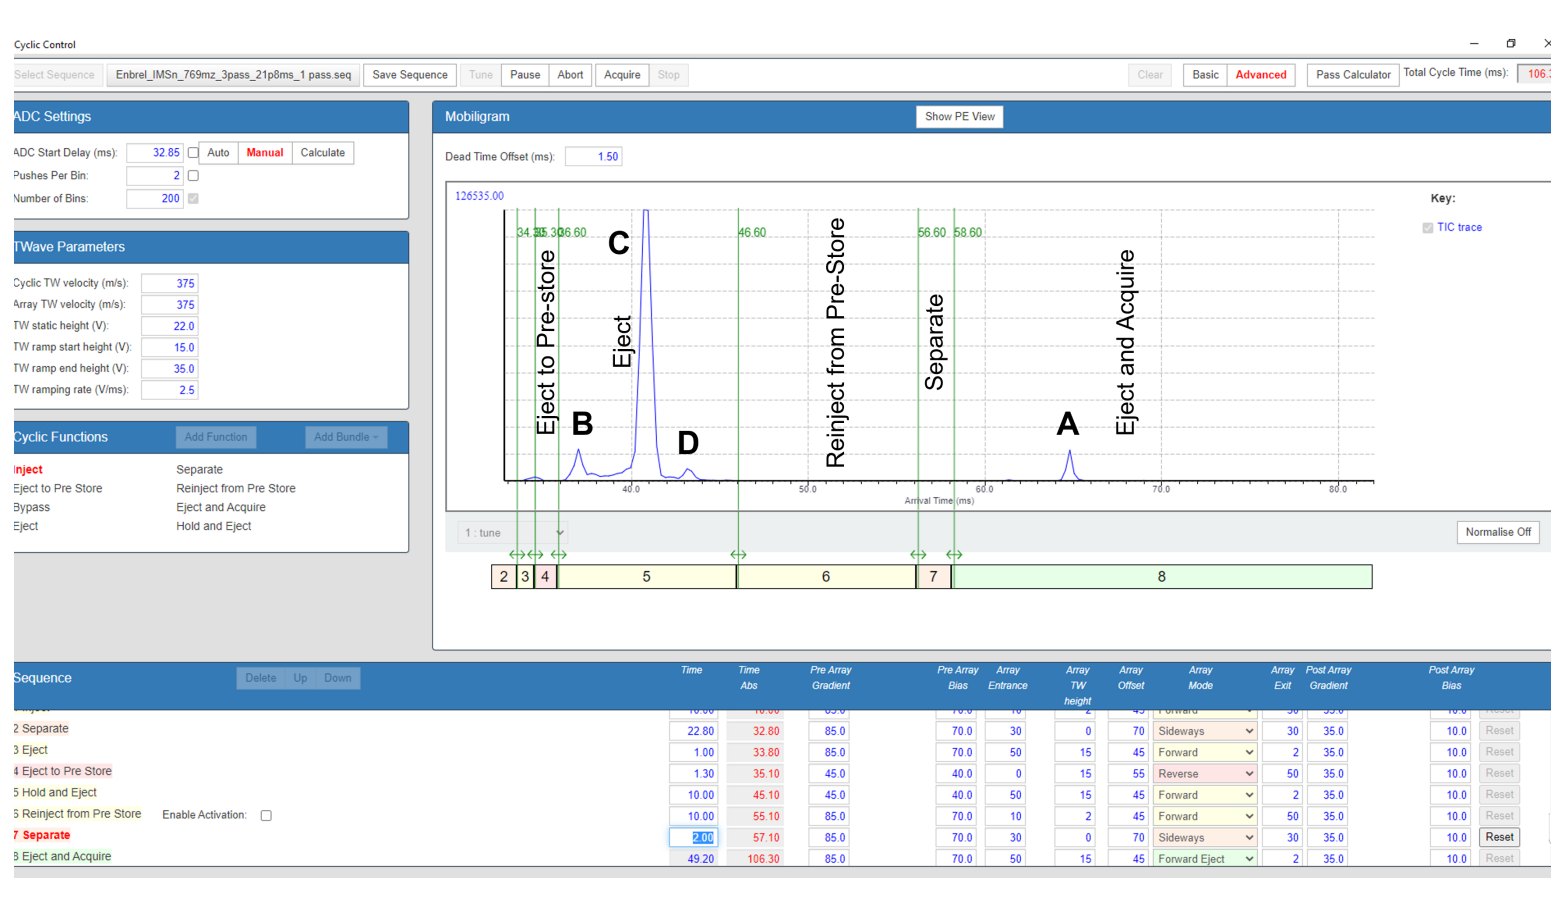 Cyclic Control
Select Sequence Enbrel_IMSn_769mz_3pass_21p8ms_1 pass.seq Save Sequence Tune Pause Abort Acquire Stop Clear Basic Advanced Pass Calculator Total Cycle Time (ms): 106.3
ADC Settings
ADC Start Delay (ms): 32.85 Auto Manual Calculate
Pushes Per Bin: 2
Number of Bins: 200
TWave Parameters
Cyclic TW velocity (m/s): 375
Array TW velocity (m/s): 375
TW static height (V): 22.0
TW ramp start height (V): 15.0
TW ramp end height (V): 35.0
TW ramping rate (V/ms): 2.5
Cyclic Functions Add Function Add Bundle
Inject Separate
Eject to Pre Store Reinject from Pre Store
Bypass Eject and Acquire
Eject Hold and Eject
Mobiligram Show PE View
Dead Time Offset (ms): 1.50
126535.00
Key:
TIC trace
34.30 35.30 36.60 46.60 56.60 58.60
Eject to Pre-store
Eject
Reinject from Pre-Store
Separate
Eject and Acquire
C
B
D
A
40.0 50.0 60.0 70.0 80.0
Arrival Time (ms)
1 : tune Normalise Off
2 3 4 5 6 7 8
Sequence Delete Up Down
Time Time Abs Pre Array Gradient Pre Array Bias Array Entrance Array TW height Array Offset Array Mode Array Exit Post Array Gradient Post Array Bias
2 Separate 22.80 32.80 85.0 70.0 30 0 70 Sideways 30 35.0 10.0 Reset
3 Eject 1.00 33.80 85.0 70.0 50 15 45 Forward 2 35.0 10.0 Reset
4 Eject to Pre Store 1.30 35.10 45.0 40.0 0 15 55 Reverse 50 35.0 10.0 Reset
5 Hold and Eject 10.00 45.10 45.0 40.0 50 15 45 Forward 2 35.0 10.0 Reset
6 Reinject from Pre Store Enable Activation: 10.00 55.10 85.0 70.0 10 2 45 Forward 50 35.0 10.0 Reset
7 Separate 2.00 57.10 85.0 70.0 30 0 70 Sideways 30 35.0 10.0 Reset
8 Eject and Acquire 49.20 106.30 85.0 70.0 50 15 45 Forward Eject 2 35.0 10.0 Reset